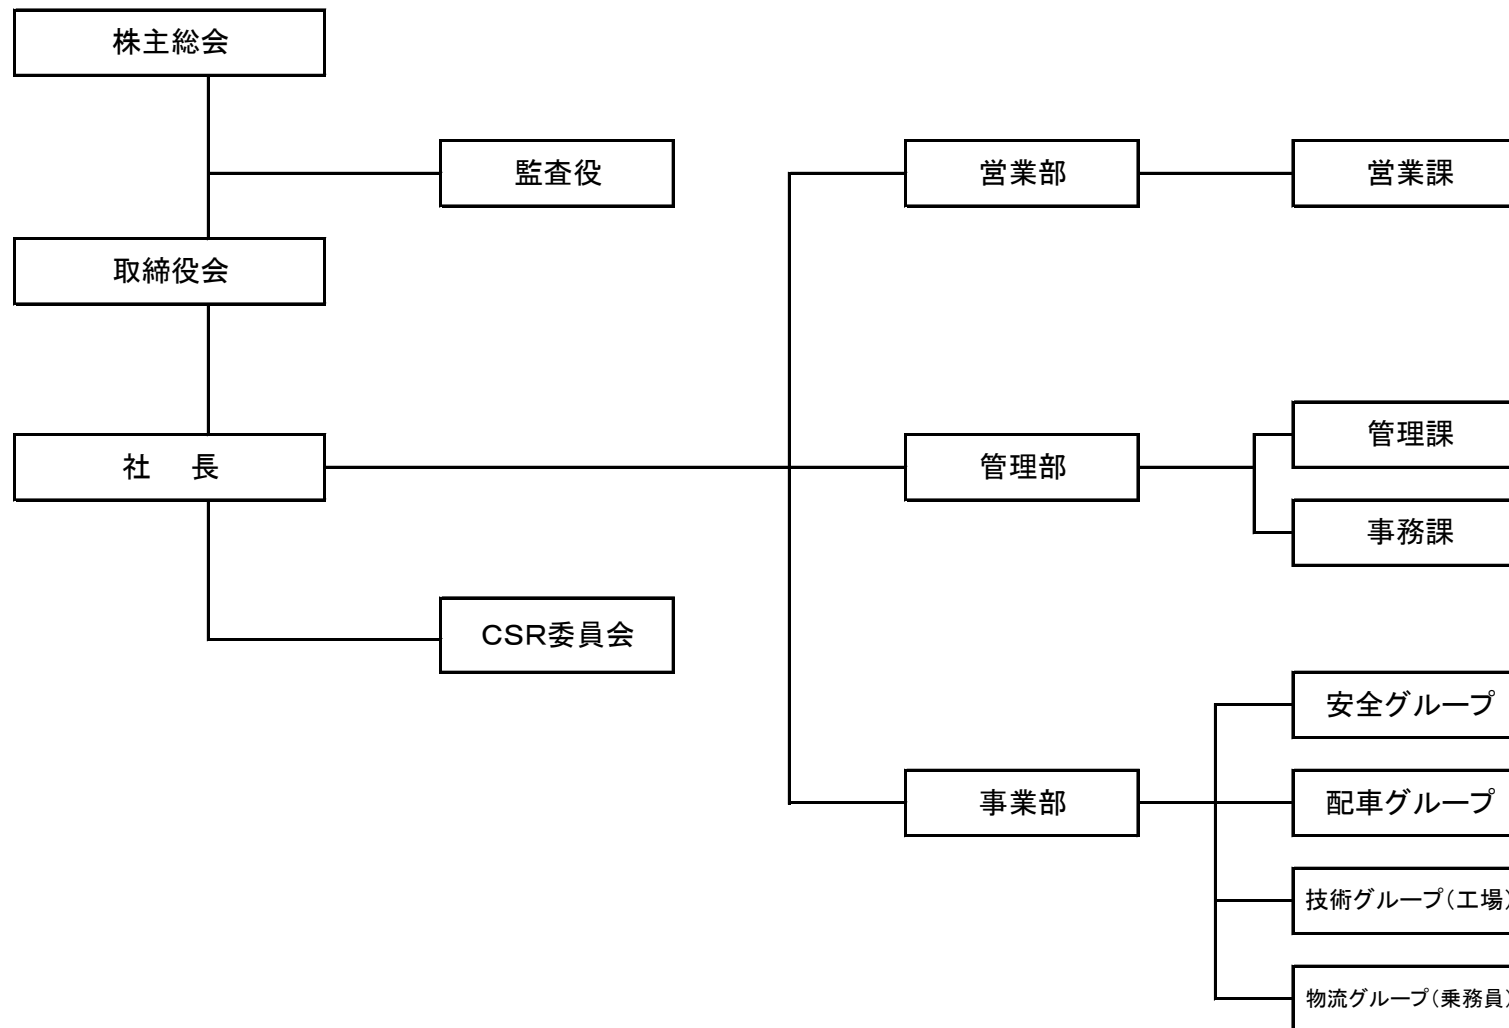 株主総会
監査役
営業部
営業課
取締役会
管理課
社　長
管理部
事務課
CSR委員会
安全グループ
事業部
配車グループ
技術グループ（工場）
物流グループ（乗務員）